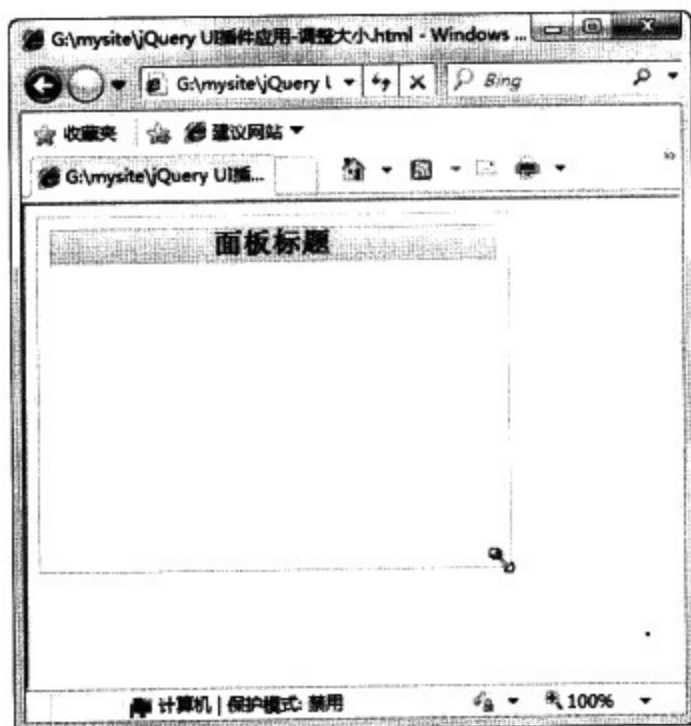 G:\mysite\jQuery UI插件应用-调整大小.html - Windows ...
G:\mysite\jQuery U
Bing
收藏夹
建议网站
G:\mysite\jQuery UI插...
面板标题
计算机 | 保护模式: 禁用
100%